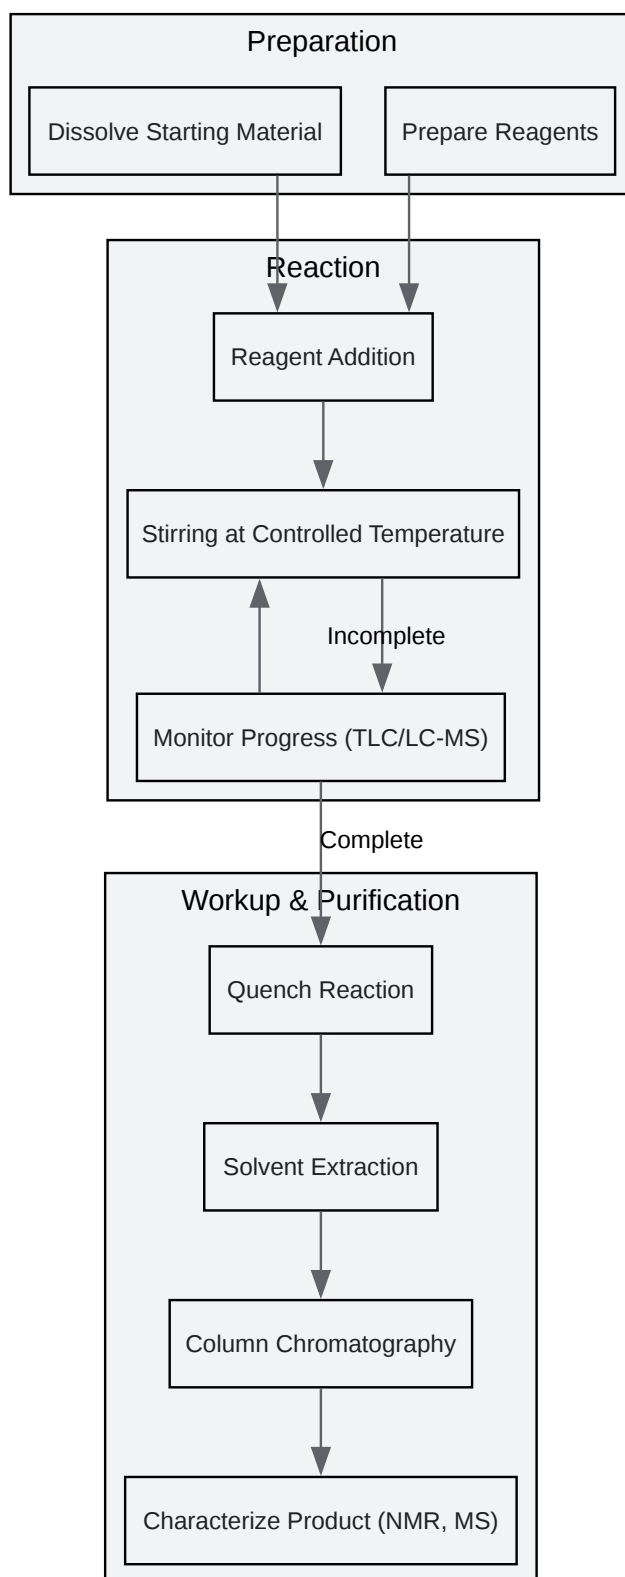 Preparation
Dissolve Starting Material
Prepare Reagents
Reaction
Reagent Addition
Stirring at Controlled Temperature
Incomplete
Monitor Progress (TLC/LC-MS)
Complete
Workup & Purification
Quench Reaction
Solvent Extraction
Column Chromatography
Characterize Product (NMR, MS)